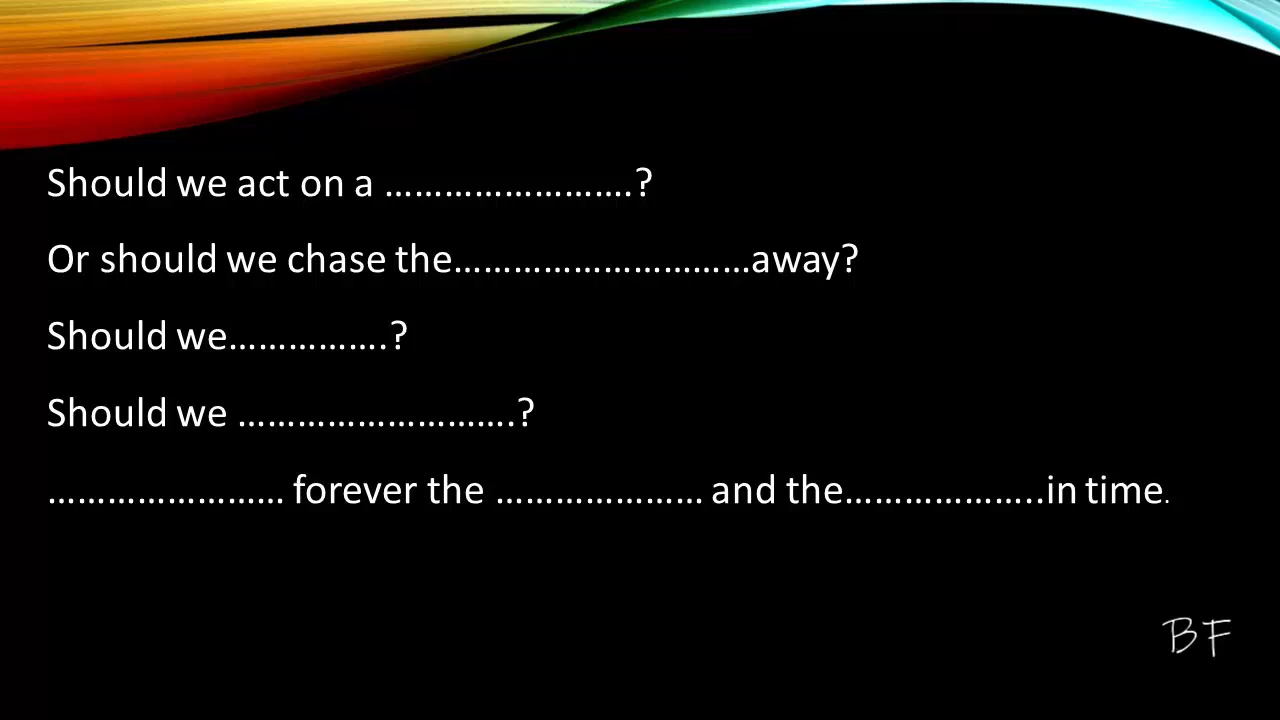 Should we act on a …………………….?
Or should we chase the…………………………away?
Should we…………….?
Should we ……………………….?
…………………… forever the ………………… and the………………..in time.
BF